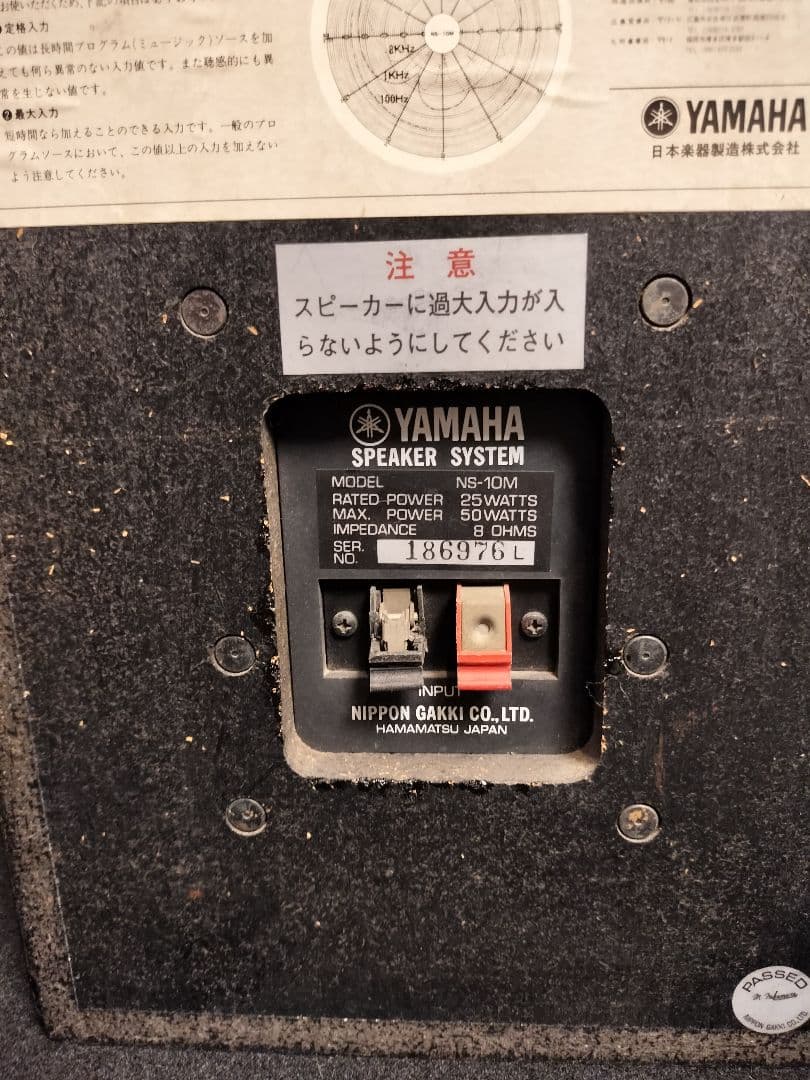 ❶定格入力
この値は長時間プログラム(ミュージック)ソースを加
えても何ら異常のない入力値です。また聴感的にも異
常を生じない値です。
❷最大入力
短時間なら加えることのできる入力です。一般のプロ
グラムソースにおいて、この値以上の入力を加えない
よう注意してください。
NS-10M
2KHz
1KHz
100Hz
YAMAHA
日本楽器製造株式会社
注 意
スピーカーに過大入力が入
らないようにしてください
YAMAHA
SPEAKER SYSTEM
MODEL NS-10M
RATED POWER 25WATTS
MAX. POWER 50WATTS
IMPEDANCE 8 OHMS
SER. NO. 186976 L
INPUT
NIPPON GAKKI CO., LTD.
HAMAMATSU JAPAN
PASSED
NIPPON GAKKI CO., LTD.